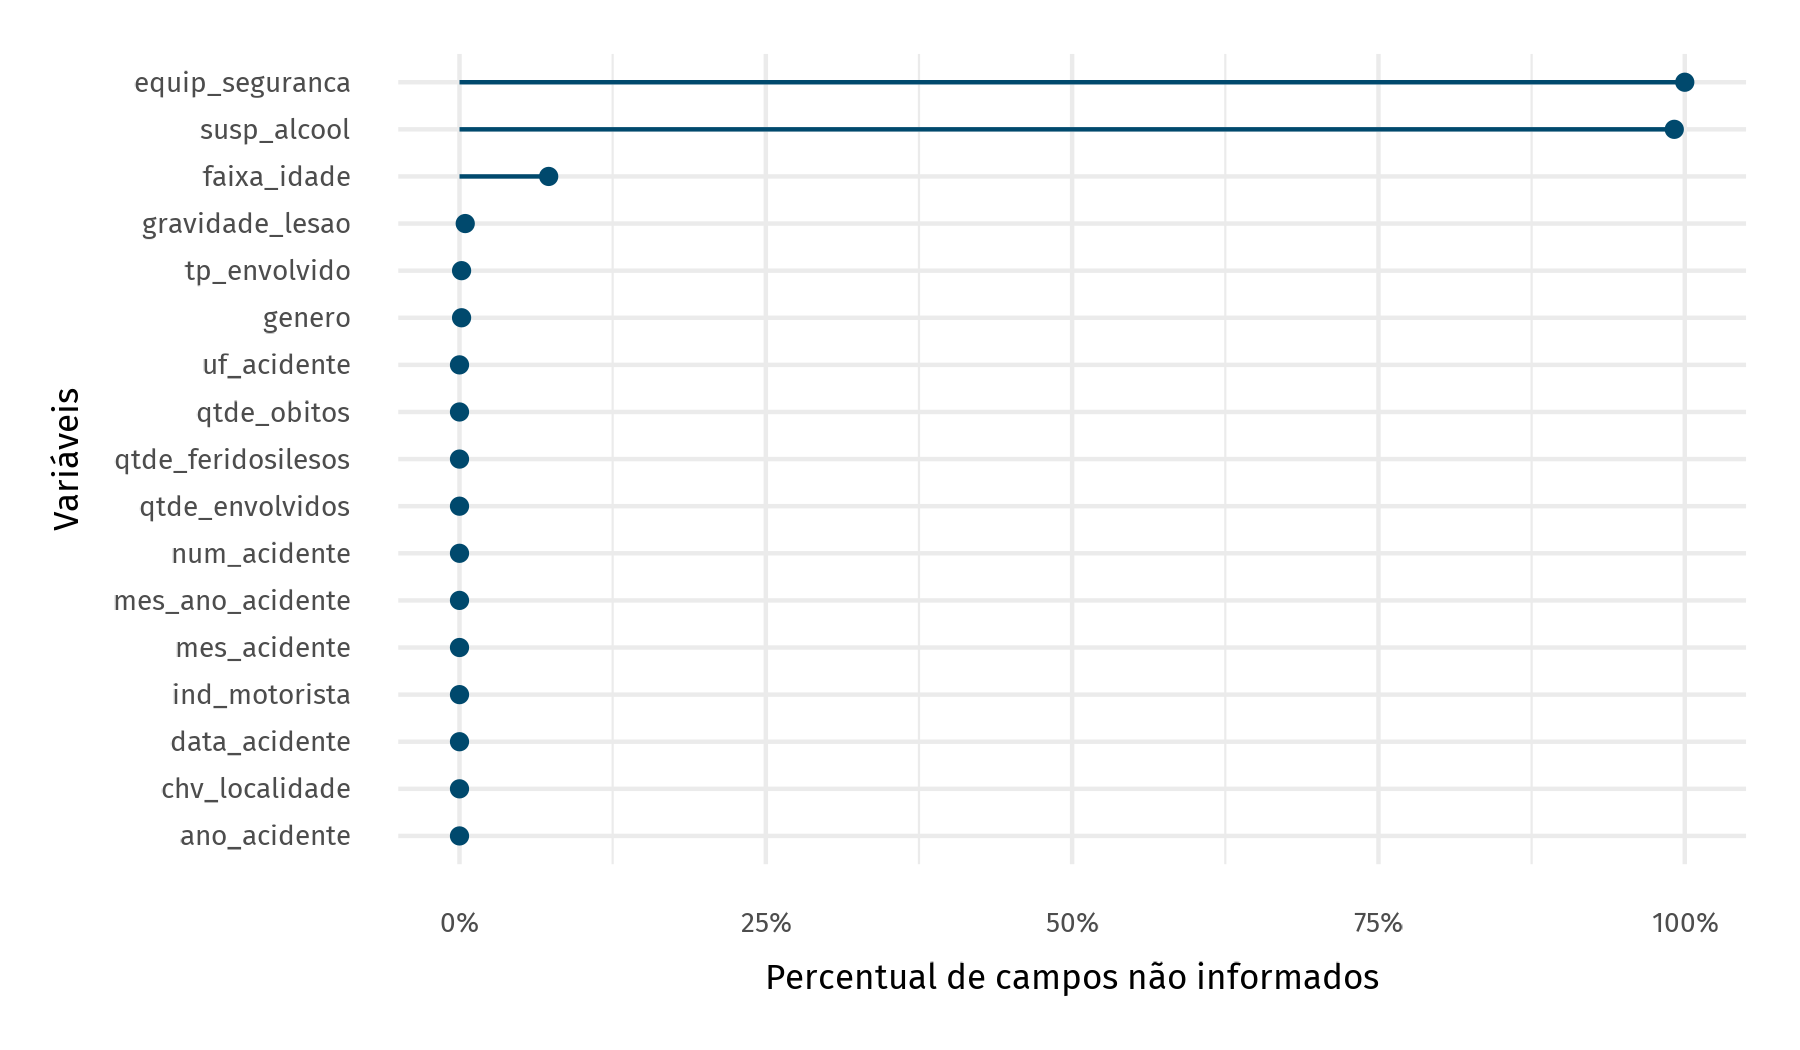 equip_seguranca
susp_alcool
faixa_idade
gravidade_lesao
tp_envolvido
genero
uf_acidente
qtde_obitos
qtde_feridosilesos
qtde_envolvidos
num_acidente
mes_ano_acidente
mes_acidente
ind_motorista
data_acidente
chv_localidade
ano_acidente
Variáveis
0% 25% 50% 75% 100%
Percentual de campos não informados